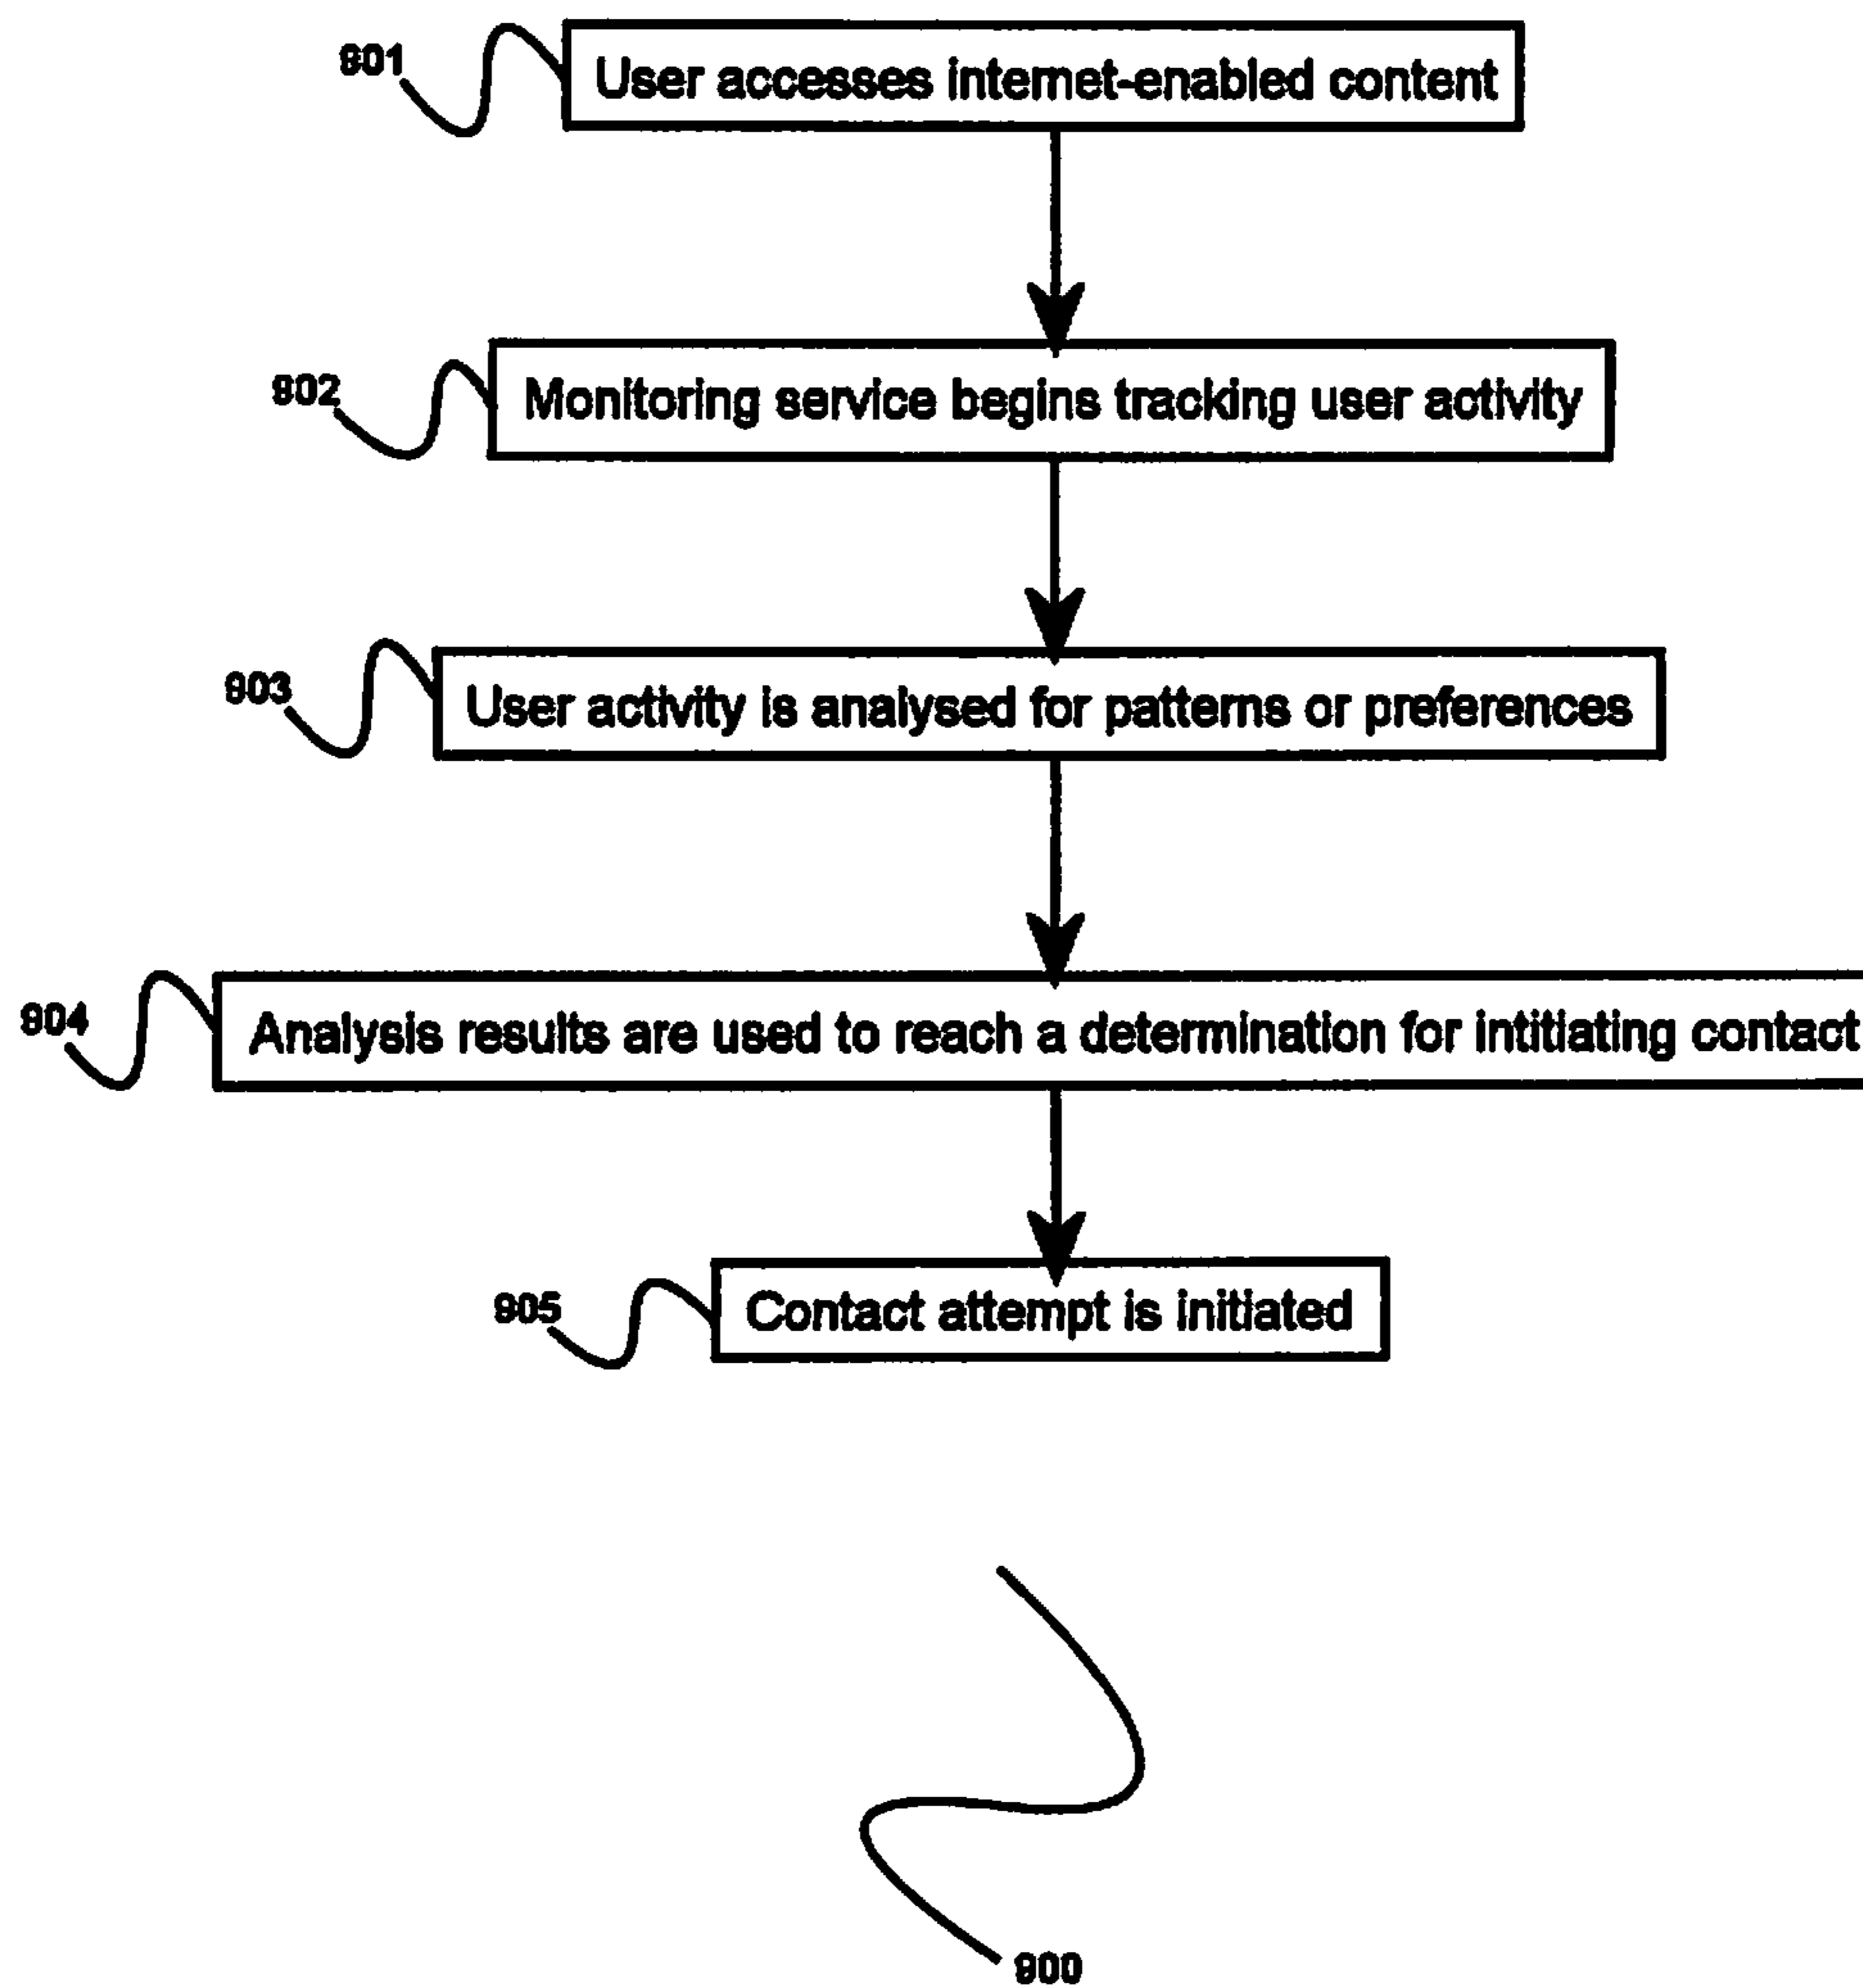 901
User accesses internet-enabled content
902
Monitoring service begins tracking user activity
903
User activity is analysed for patterns or preferences
904
Analysis results are used to reach a determination for intitiating contact
905
Contact attempt is initiated
900